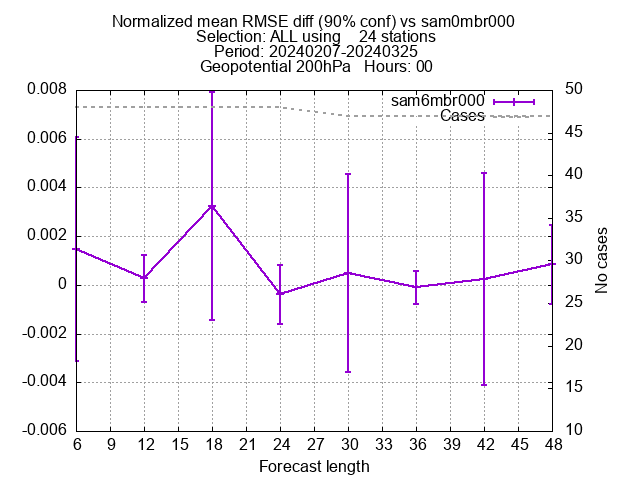 Normalized mean RMSE diff (90% conf) vs sam0mbr000
Selection: ALL using    24 stations
Period: 20240207-20240325
Geopotential 200hPa   Hours: 00
sam6mbr000
Cases
0.008
0.006
0.004
0.002
0
-0.002
-0.004
-0.006
50
45
40
35
30
25
20
15
10
No cases
6 9 12 15 18 21 24 27 30 33 36 39 42 45 48
Forecast length